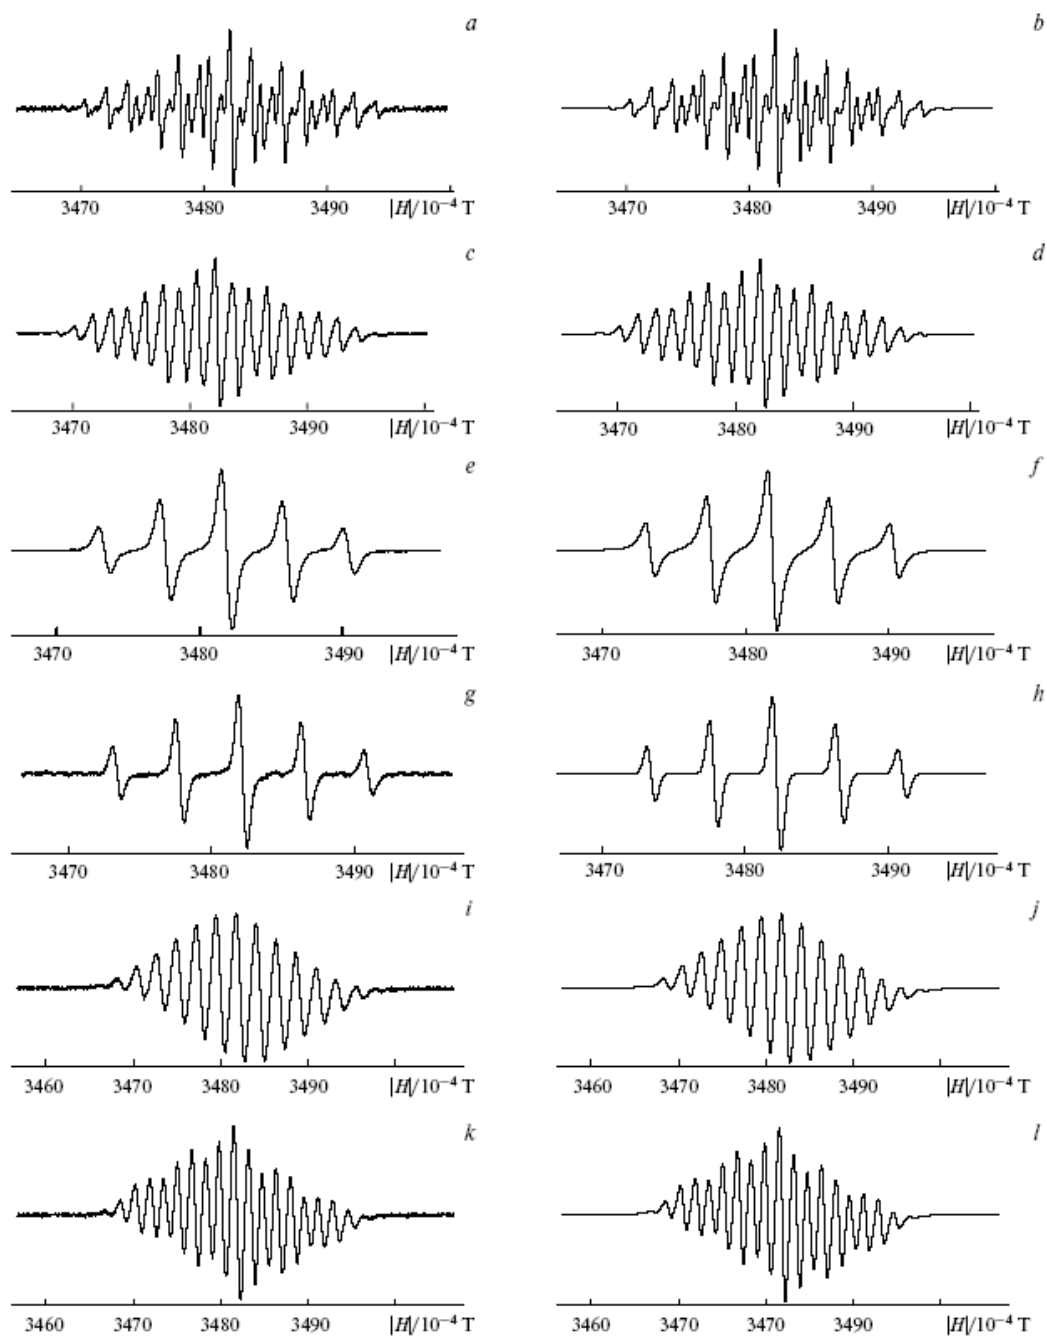 a b
3470 3480 3490 |H|/10⁻⁴ T 3470 3480 3490 |H|/10⁻⁴ T
c d
3470 3480 3490 |H|/10⁻⁴ T 3470 3480 3490 |H|/10⁻⁴ T
e f
3470 3480 3490 |H|/10⁻⁴ T 3470 3480 3490 |H|/10⁻⁴ T
g h
3470 3480 3490 |H|/10⁻⁴ T 3470 3480 3490 |H|/10⁻⁴ T
i j
3460 3470 3480 3490 |H|/10⁻⁴ T 3460 3470 3480 3490 |H|/10⁻⁴ T
k l
3460 3470 3480 3490 |H|/10⁻⁴ T 3460 3470 3470 3490 |H|/10⁻⁴ T